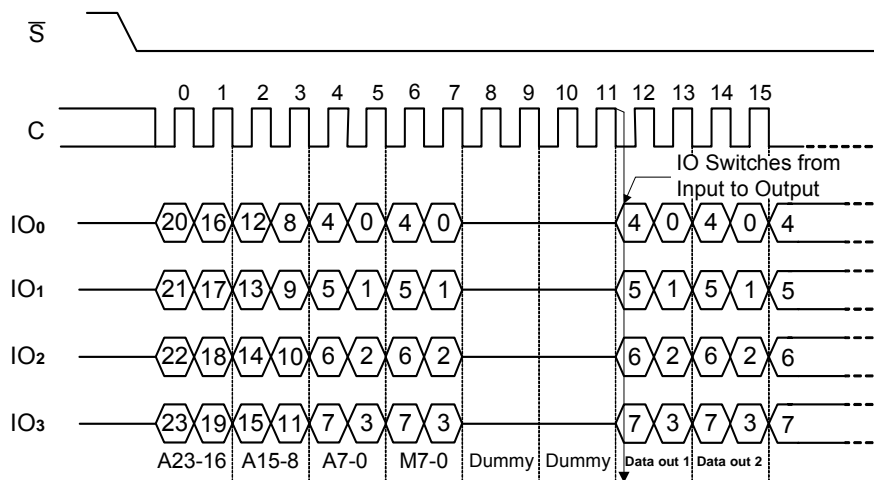 S
0 1 2 3 4 5 6 7 8 9 10 11 12 13 14 15
C
IO Switches from
Input to Output
IO0 20 16 12 8 4 0 4 0 4 0 4 0 4
IO1 21 17 13 9 5 1 5 1 5 1 5 1 5
IO2 22 18 14 10 6 2 6 2 6 2 6 2 6
IO3 23 19 15 11 7 3 7 3 7 3 7 3 7
A23-16 A15-8 A7-0 M7-0 Dummy Dummy Data out 1 Data out 2